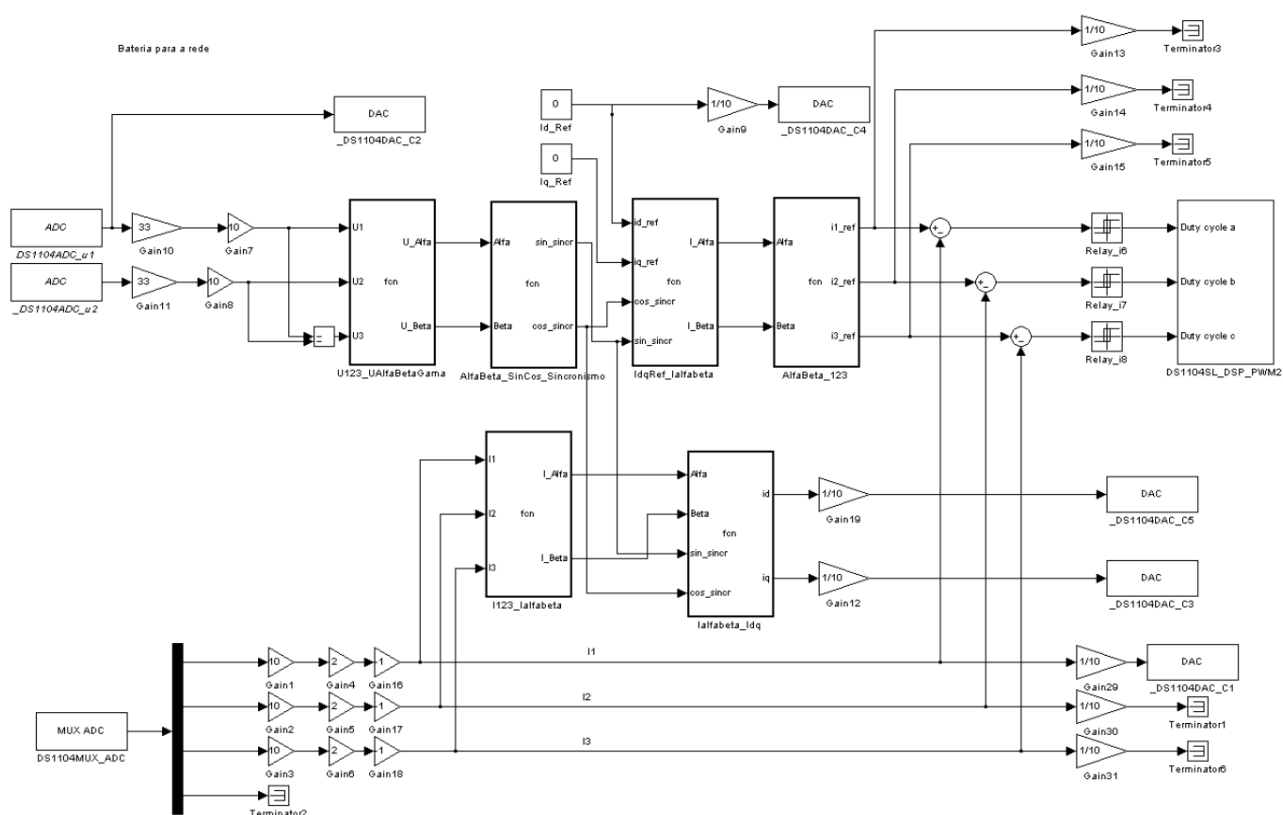 Bateria para a rede
1/10
Gain13
Terminator3
1/10
Gain14
Terminator4
1/10
Gain15
Terminator5
DAC
_DS1104DAC_C2
0
Id_Ref
0
Iq_Ref
1/10
Gain9
DAC
_DS1104DAC_C4
ADC
DS1104ADC_u1
33
Gain10
10
Gain7
ADC
_DS1104ADC_u2
33
Gain11
10
Gain8
U1
U2
U3
fcn
U_Alfa
U_Beta
U123_UAlfaBetaGama
Alfa
Beta
fcn
sin_sincr
cos_sincr
AlfaBeta_SinCos_Sincronismo
id_ref
iq_ref
cos_sincr
sin_sincr
fcn
I_Alfa
I_Beta
IdqRef_Ialfabeta
Alfa
Beta
fcn
i1_ref
i2_ref
i3_ref
AlfaBeta_123
Relay_i6
Relay_i7
Relay_i8
Duty cycle a
Duty cycle b
Duty cycle c
DS1104SL_DSP_PWM2
I1
I2
I3
fcn
I_Alfa
I_Beta
I123_Ialfabeta
Alfa
Beta
sin_sincr
cos_sincr
fcn
id
iq
Ialfabeta_Idq
1/10
Gain19
DAC
_DS1104DAC_C5
1/10
Gain12
DAC
_DS1104DAC_C3
MUX ADC
DS1104MUX_ADC
10
Gain1
2
Gain4
1
Gain16
I1
1/10
Gain29
DAC
_DS1104DAC_C1
10
Gain2
2
Gain5
1
Gain17
I2
1/10
Gain30
Terminator1
10
Gain3
2
Gain6
1
Gain18
I3
1/10
Gain31
Terminator6
Terminator2